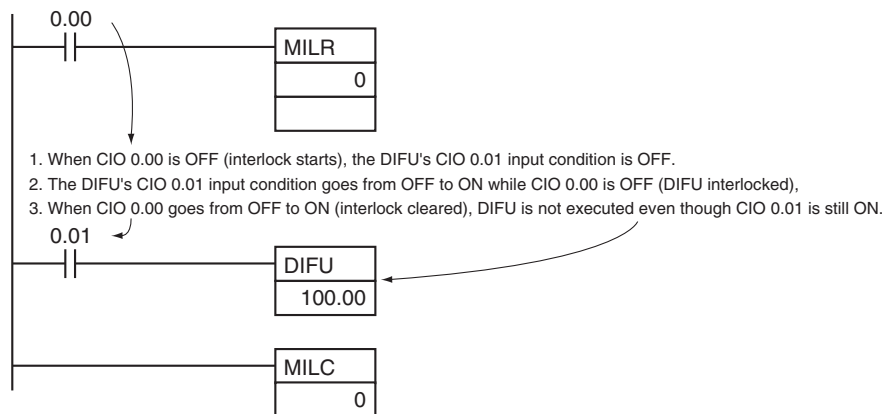 0.00
MILR
0
1. When CIO 0.00 is OFF (interlock starts), the DIFU's CIO 0.01 input condition is OFF.
2. The DIFU's CIO 0.01 input condition goes from OFF to ON while CIO 0.00 is OFF (DIFU interlocked),
3. When CIO 0.00 goes from OFF to ON (interlock cleared), DIFU is not executed even though CIO 0.01 is still ON.
0.01
DIFU
100.00
MILC
0